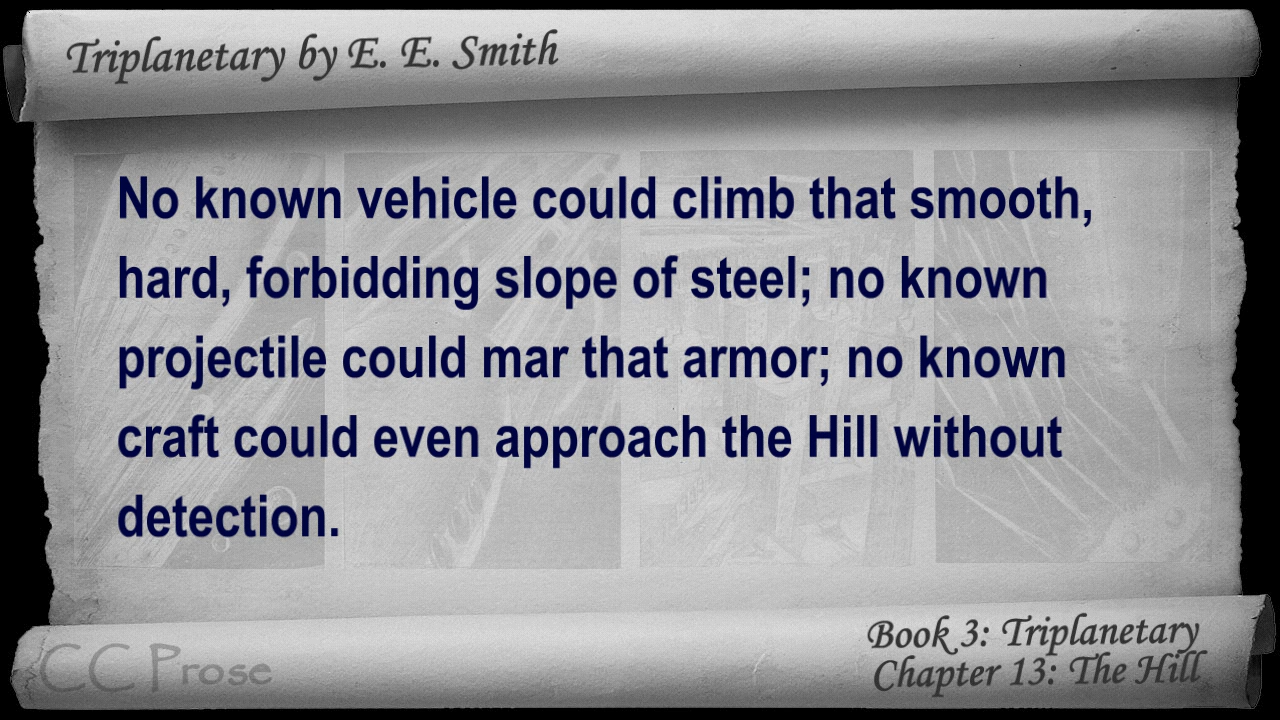 Triplanetary by E. E. Smith
No known vehicle could climb that smooth,
hard, forbidding slope of steel; no known
projectile could mar that armor; no known
craft could even approach the Hill without
detection.
Book 3: Triplanetary
Chapter 13: The Hill
CC Prose